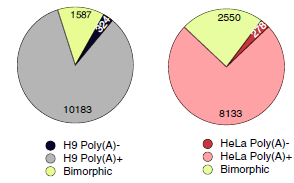 1587
324
10183
H9 Poly(A)-
H9 Poly(A)+
Bimorphic
2550
278
8133
HeLa Poly(A)-
HeLa Poly(A)+
Bimorphic